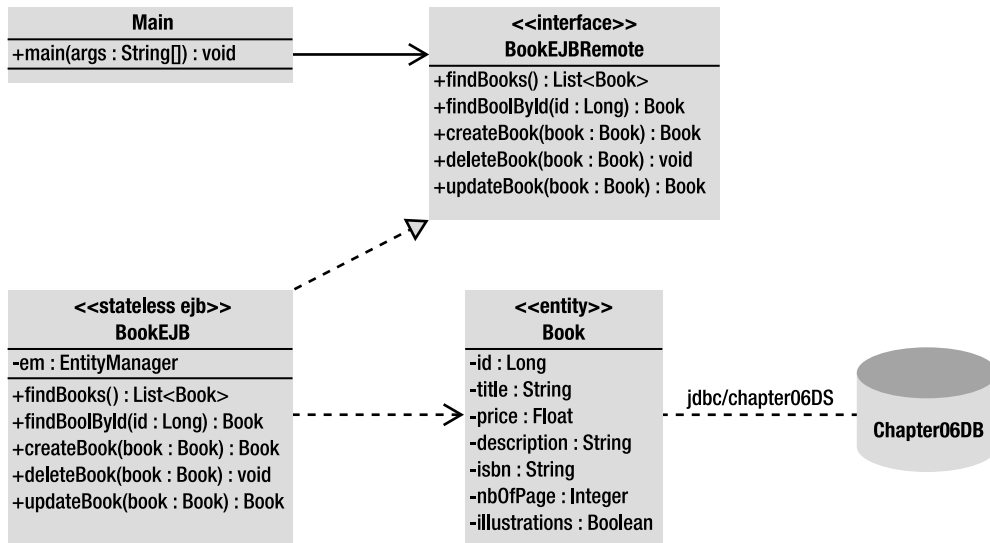 Main
+main(args : String[]) : void
<<interface>>
BookEJBRemote
+findBooks() : List<Book>
+findBoolById(id : Long) : Book
+createBook(book : Book) : Book
+deleteBook(book : Book) : void
+updateBook(book : Book) : Book
<<stateless ejb>>
BookEJB
-em : EntityManager
+findBooks() : List<Book>
+findBoolById(id : Long) : Book
+createBook(book : Book) : Book
+deleteBook(book : Book) : void
+updateBook(book : Book) : Book
<<entity>>
Book
-id : Long
-title : String
-price : Float
-description : String
-isbn : String
-nbOfPage : Integer
-illustrations : Boolean
jdbc/chapter06DS
Chapter06DB